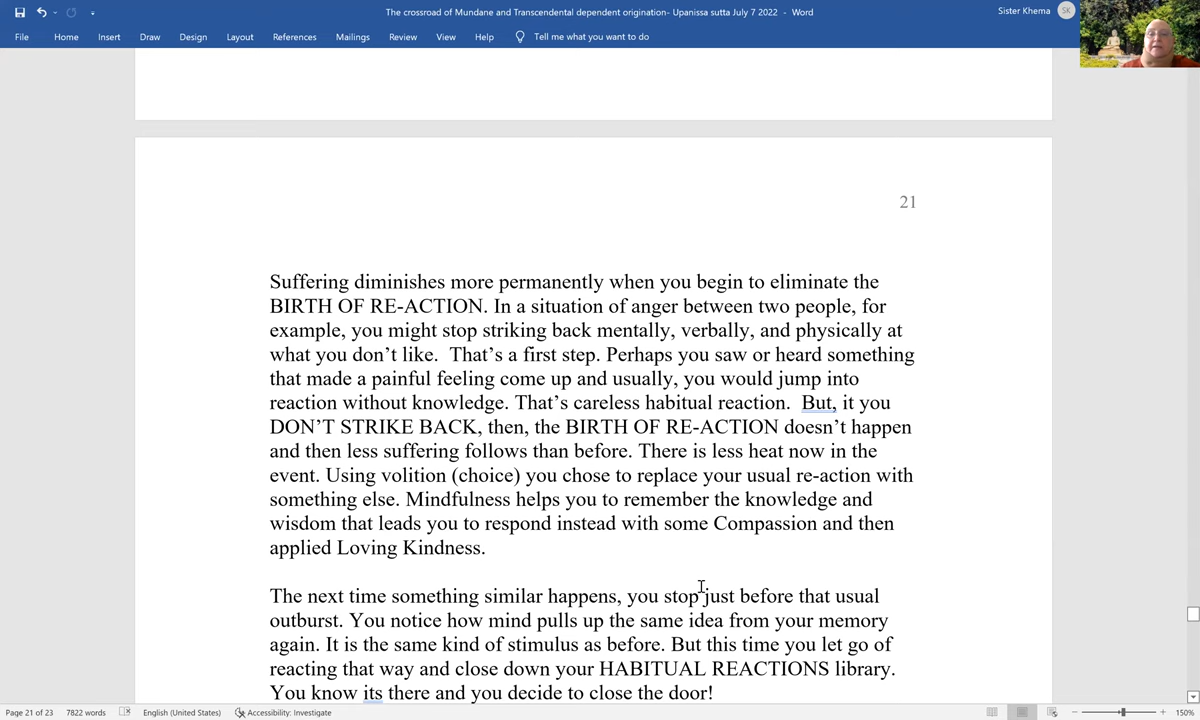 The crossroad of Mundane and Transcendental dependent origination- Upanissa sutta July 7 2022 - Word
Sister Khema SK
File Home Insert Draw Design Layout References Mailings Review View Help Tell me what you want to do
21
Suffering diminishes more permanently when you begin to eliminate the
BIRTH OF RE-ACTION. In a situation of anger between two people, for
example, you might stop striking back mentally, verbally, and physically at
what you don’t like.  That’s a first step. Perhaps you saw or heard something
that made a painful feeling come up and usually, you would jump into
reaction without knowledge. That’s careless habitual reaction.  But, it you
DON’T STRIKE BACK, then, the BIRTH OF RE-ACTION doesn’t happen
and then less suffering follows than before. There is less heat now in the
event. Using volition (choice) you chose to replace your usual re-action with
something else. Mindfulness helps you to remember the knowledge and
wisdom that leads you to respond instead with some Compassion and then
applied Loving Kindness.
The next time something similar happens, you stop just before that usual
outburst. You notice how mind pulls up the same idea from your memory
again. It is the same kind of stimulus as before. But this time you let go of
reacting that way and close down your HABITUAL REACTIONS library.
You know its there and you decide to close the door!
Page 21 of 23 7822 words English (United States) Accessibility: Investigate 150%